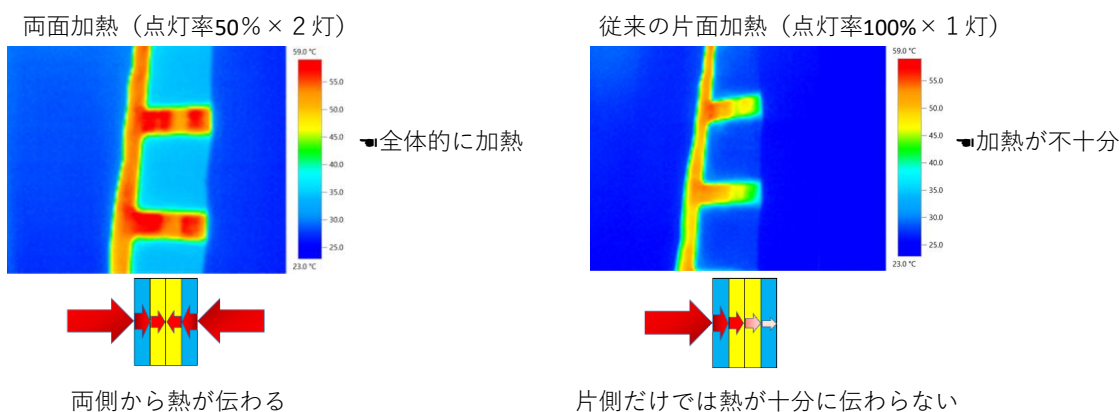 両面加熱（点灯率50％×２灯）
59.0 °C
55.0
50.0
45.0
40.0
35.0
30.0
25.0
23.0 °C
☚全体的に加熱
両側から熱が伝わる
従来の片面加熱（点灯率100%×１灯）
59.0 °C
55.0
50.0
45.0
40.0
35.0
30.0
25.0
23.0 °C
☚加熱が不十分
片側だけでは熱が十分に伝わらない